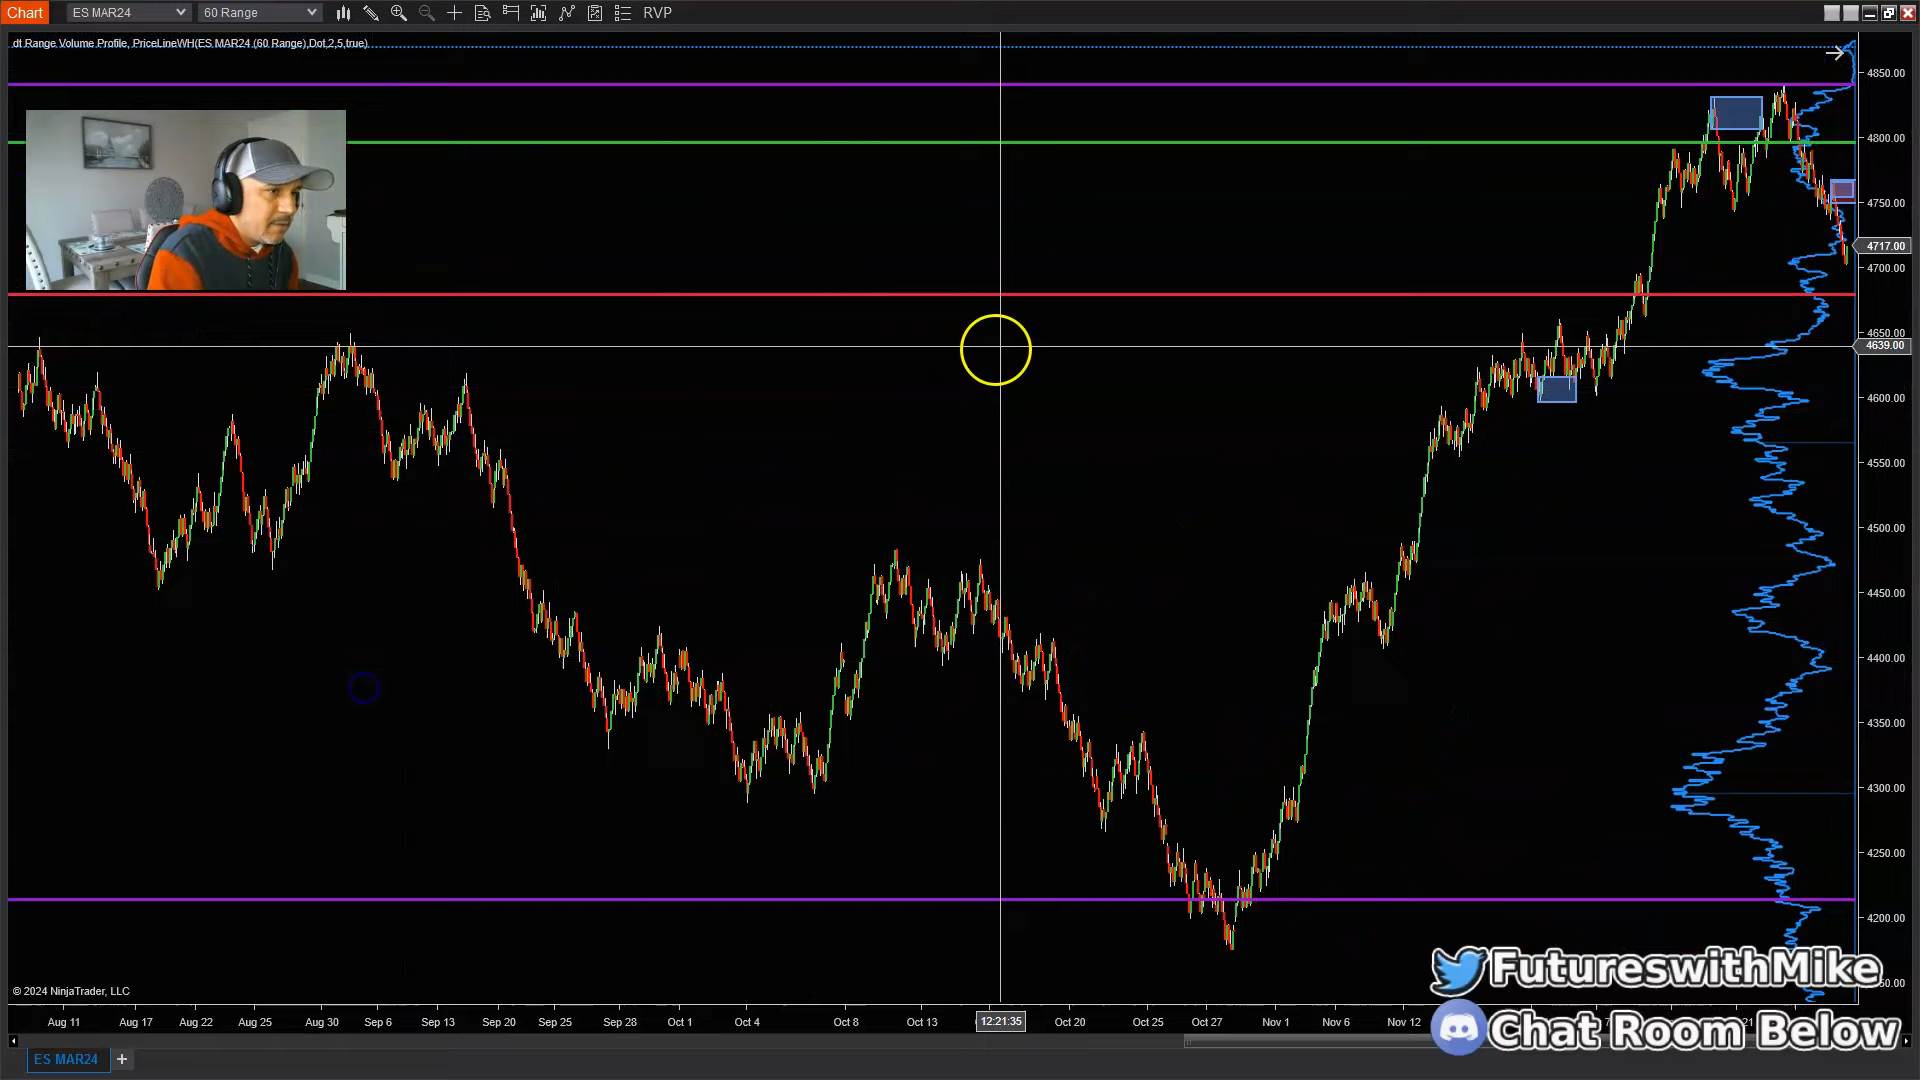 Chart ES MAR24 60 Range RVP
dt Range Volume Profile, PriceLineWH(ES MAR24 (60 Range),Dot,2,5,true)
4850.00
4800.00
4750.00
4717.00
4700.00
4650.00
4639.00
4600.00
4550.00
4500.00
4450.00
4400.00
4350.00
4300.00
4250.00
4200.00
FutureswithMike
© 2024 NinjaTrader, LLC
Aug 11 Aug 17 Aug 22 Aug 25 Aug 30 Sep 6 Sep 13 Sep 20 Sep 25 Sep 28 Oct 1 Oct 4 Oct 8 Oct 13 12:21:35 Oct 20 Oct 25 Oct 27 Nov 1 Nov 6 Nov 12
Chat Room Below
ES MAR24 +